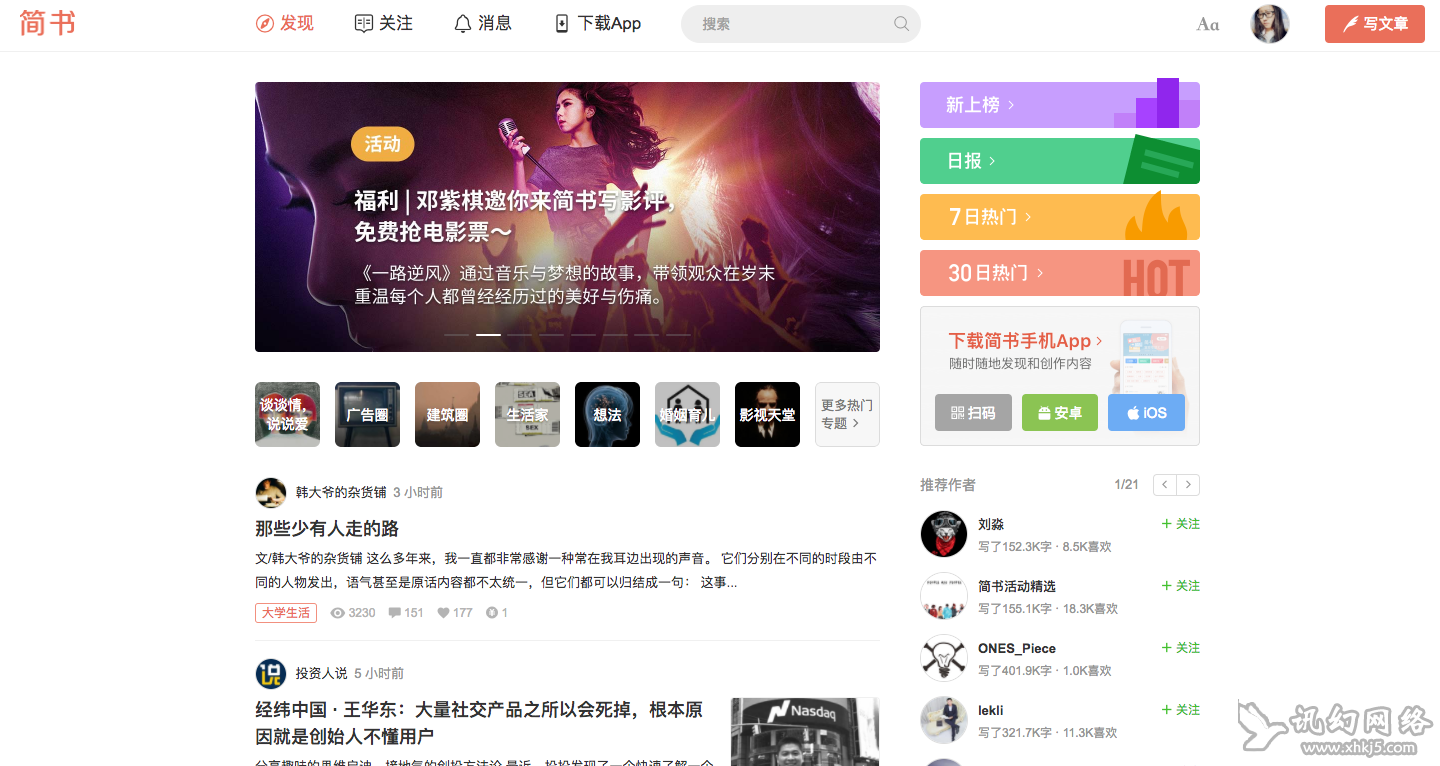 简书
发现
关注
消息
下载App
搜索
Aa
写文章
活动
福利 | 邓紫棋邀你来简书写影评，
免费抢电影票～
《一路逆风》通过音乐与梦想的故事，带领观众在岁末
重温每个人都曾经经历过的美好与伤痛。
谈谈情，
说说爱
广告圈
建筑圈
生活家
想法
婚姻育儿
影视天堂
更多热门
专题 >
韩大爷的杂货铺 3 小时前
那些少有人走的路
文/韩大爷的杂货铺 这么多年来，我一直都非常感谢一种常在我耳边出现的声音。 它们分别在不同的时段由不
同的人物发出，语气甚至是原话内容都不太统一，但它们都可以归结成一句： 这事...
大学生活 3230 151 177 1
投资人说 5 小时前
经纬中国 · 王华东：大量社交产品之所以会死掉，根本原
因就是创始人不懂用户
Nasdaq
新上榜 >
日报 >
7日热门 >
30日热门 >
HOT
下载简书手机App >
随时随地发现和创作内容
扫码
安卓
iOS
推荐作者
1/21
刘淼
+ 关注
写了152.3K字 · 8.5K喜欢
简书活动精选
+ 关注
写了155.1K字 · 18.3K喜欢
ONES_Piece
+ 关注
写了401.9K字 · 1.0K喜欢
lekli
+ 关注
写了321.7K字 · 11.3K喜欢
讯幻网络
www.xhkj5.com